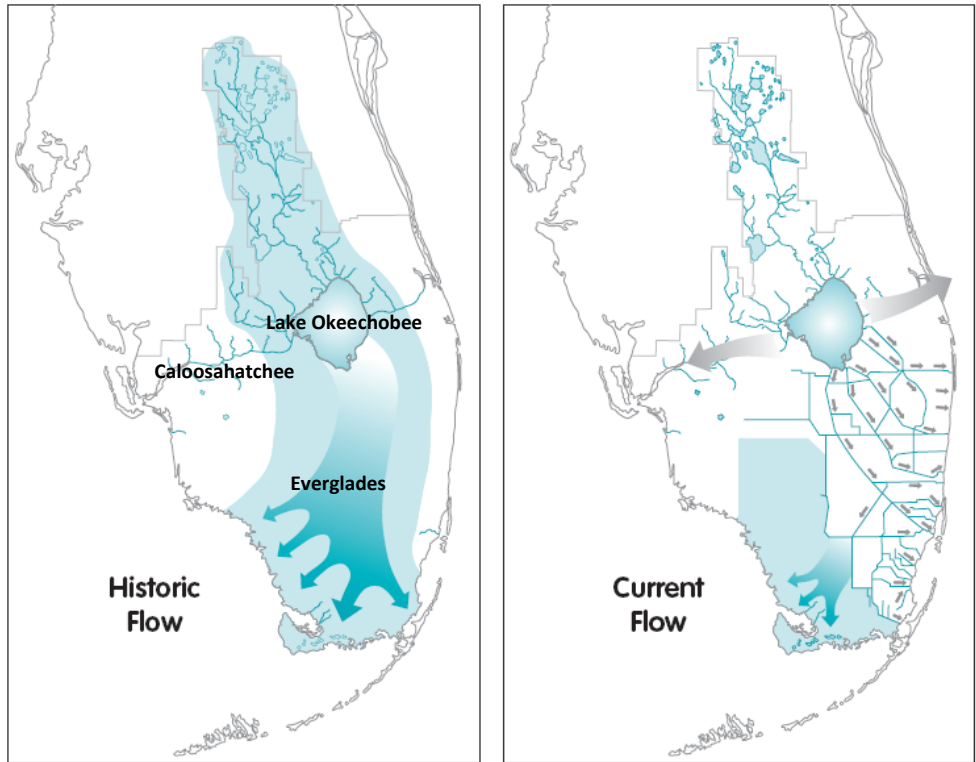 Lake Okeechobee
Caloosahatchee
Everglades
Historic
Flow
Current
Flow